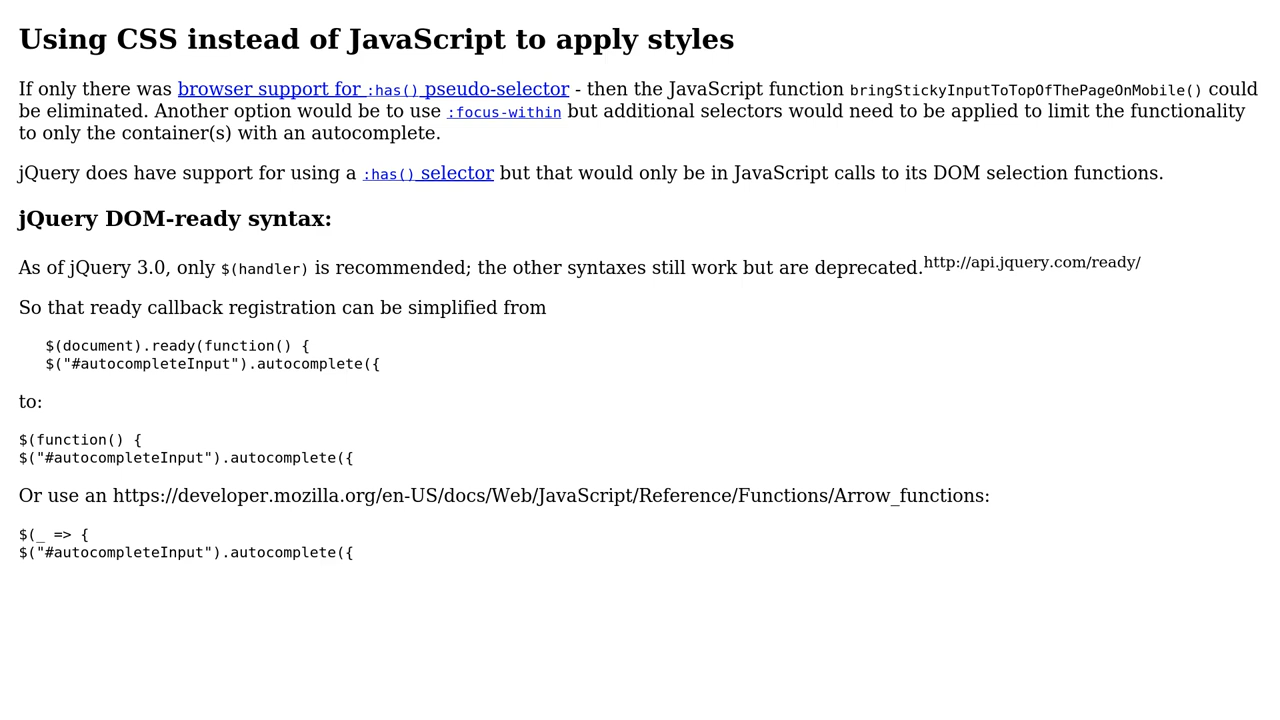 Using CSS instead of JavaScript to apply styles
If only there was browser support for :has() pseudo-selector - then the JavaScript function bringStickyInputToTopOfThePageOnMobile() could
be eliminated. Another option would be to use :focus-within but additional selectors would need to be applied to limit the functionality
to only the container(s) with an autocomplete.
jQuery does have support for using a :has() selector but that would only be in JavaScript calls to its DOM selection functions.
jQuery DOM-ready syntax:
As of jQuery 3.0, only $(handler) is recommended; the other syntaxes still work but are deprecated.http://api.jquery.com/ready/
So that ready callback registration can be simplified from
$(document).ready(function() {
$("#autocompleteInput").autocomplete({
to:
$(function() {
$("#autocompleteInput").autocomplete({
Or use an https://developer.mozilla.org/en-US/docs/Web/JavaScript/Reference/Functions/Arrow_functions:
$(_ => {
$("#autocompleteInput").autocomplete({